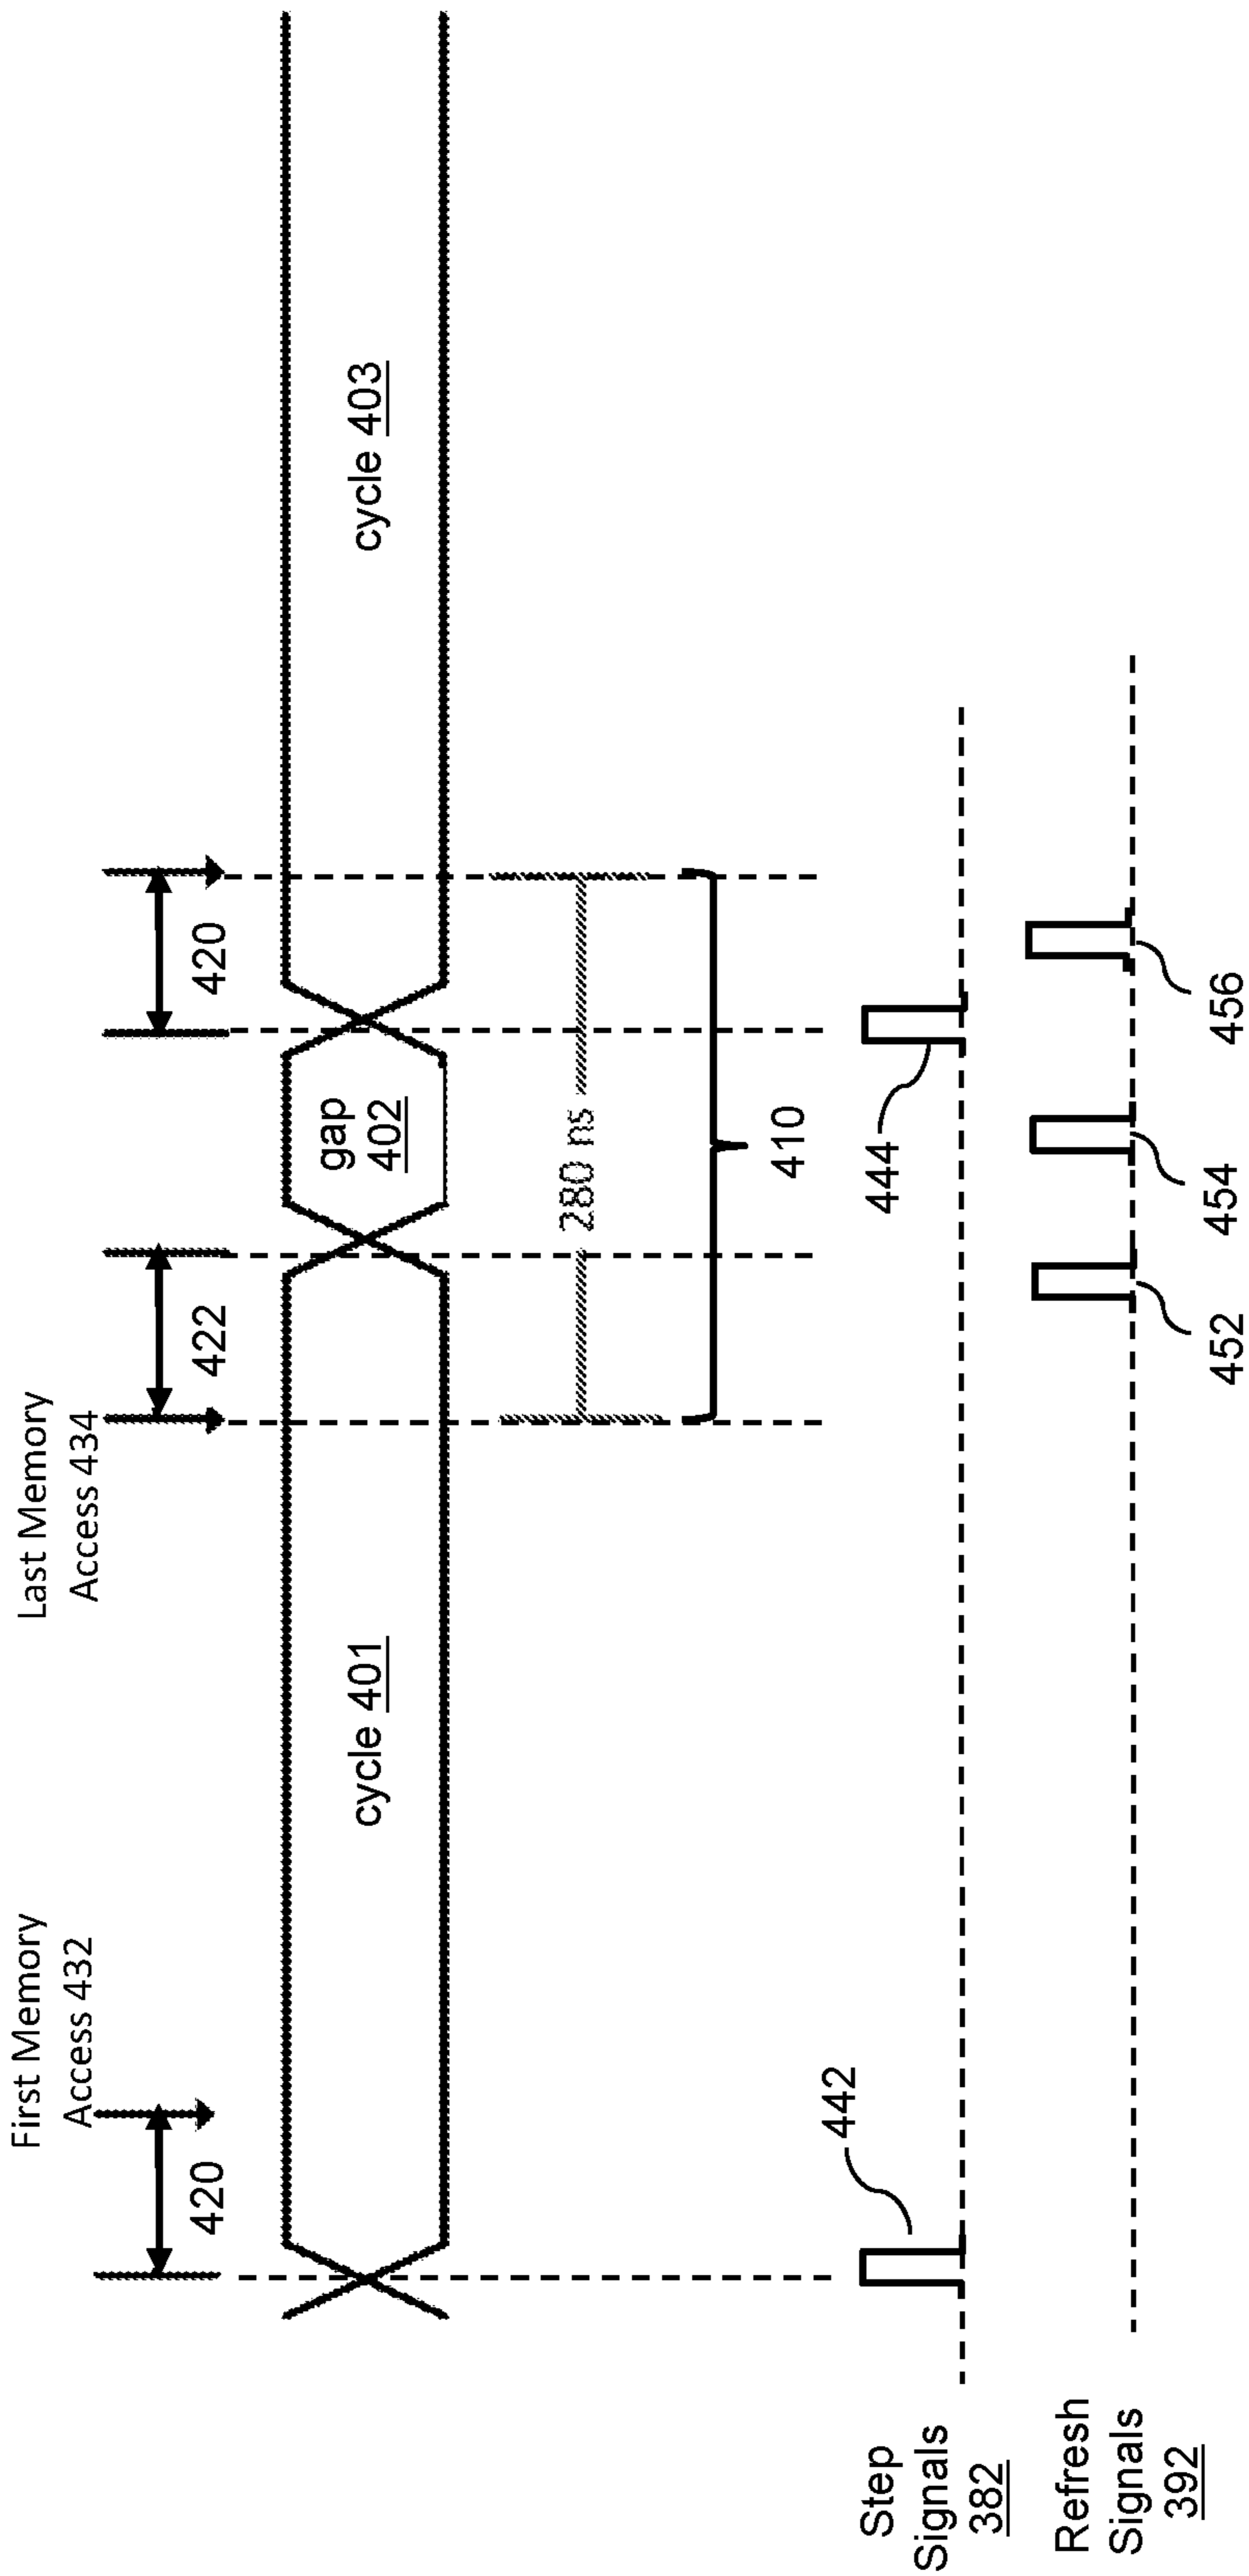 First Memory
Access 432
Last Memory
Access 434
420
422
420
cycle 401
gap
402
cycle 403
280 ns
410
442
444
Step
Signals
382
Refresh
Signals
392
452
454
456